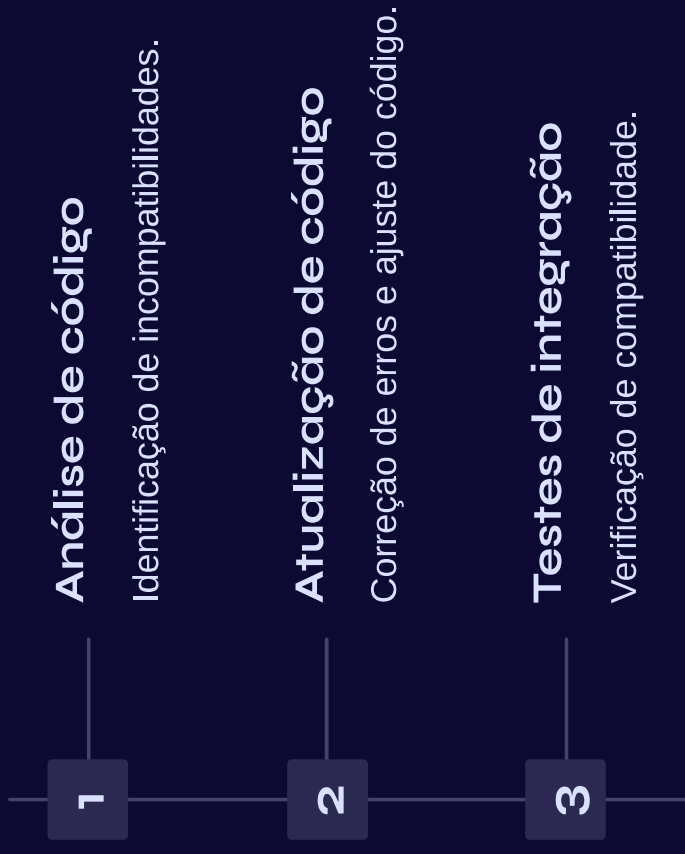 1
Análise de código
Identificação de incompatibilidades.
2
Atualização de código
Correção de erros e ajuste do código.
3
Testes de integração
Verificação de compatibilidade.